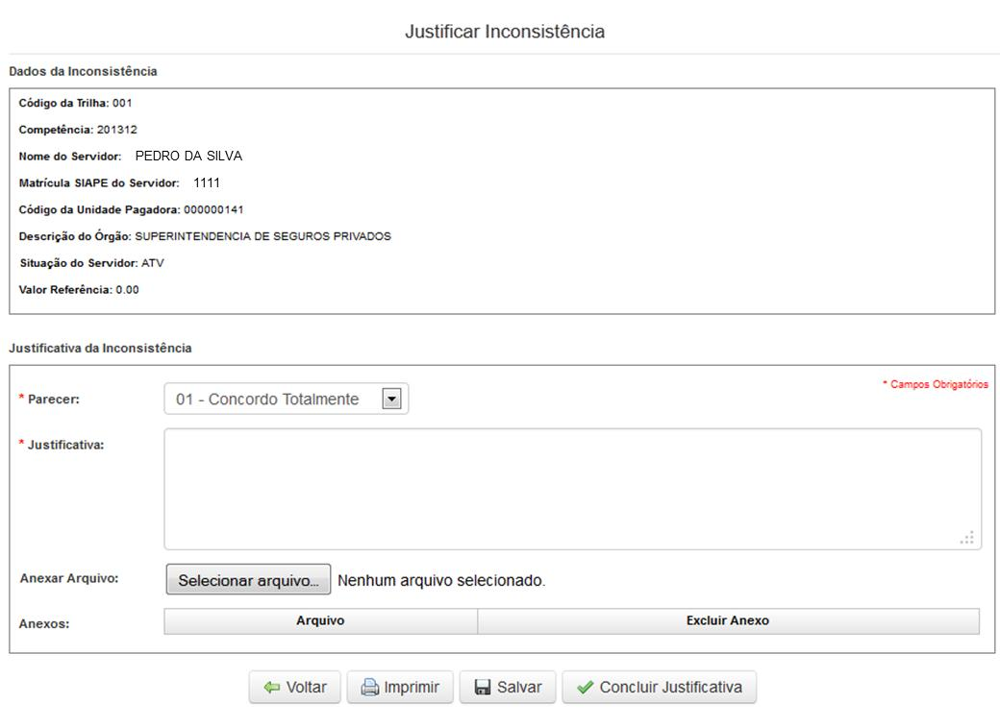 Justificar Inconsistência
Dados da Inconsistência
Código da Trilha: 001
Competência: 201312
Nome do Servidor: PEDRO DA SILVA
Matrícula SIAPE do Servidor: 1111
Código da Unidade Pagadora: 000000141
Descrição do Órgão: SUPERINTENDENCIA DE SEGUROS PRIVADOS
Situação do Servidor: ATV
Valor Referência: 0.00
Justificativa da Inconsistência
* Campos Obrigatórios
* Parecer: 01 - Concordo Totalmente
* Justificativa:
Anexar Arquivo: Selecionar arquivo... Nenhum arquivo selecionado.
Anexos: Arquivo Excluir Anexo
Voltar Imprimir Salvar Concluir Justificativa